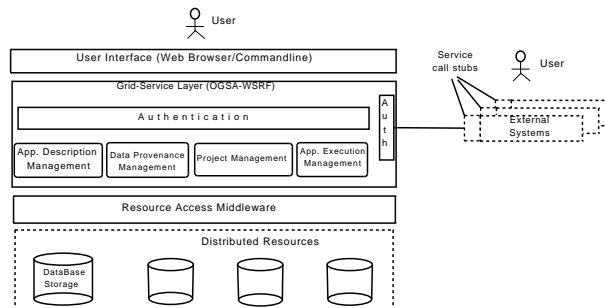 User
User Interface (Web Browser/Commandline)
Grid-Service Layer (OGSA-WSRF)
Authentication
Auth
App. Description
Management
Data Provenance
Management
Project Management
App. Execution
Management
Service
call stubs
User
External
Systems
Resource Access Middleware
Distributed Resources
DataBase
Storage